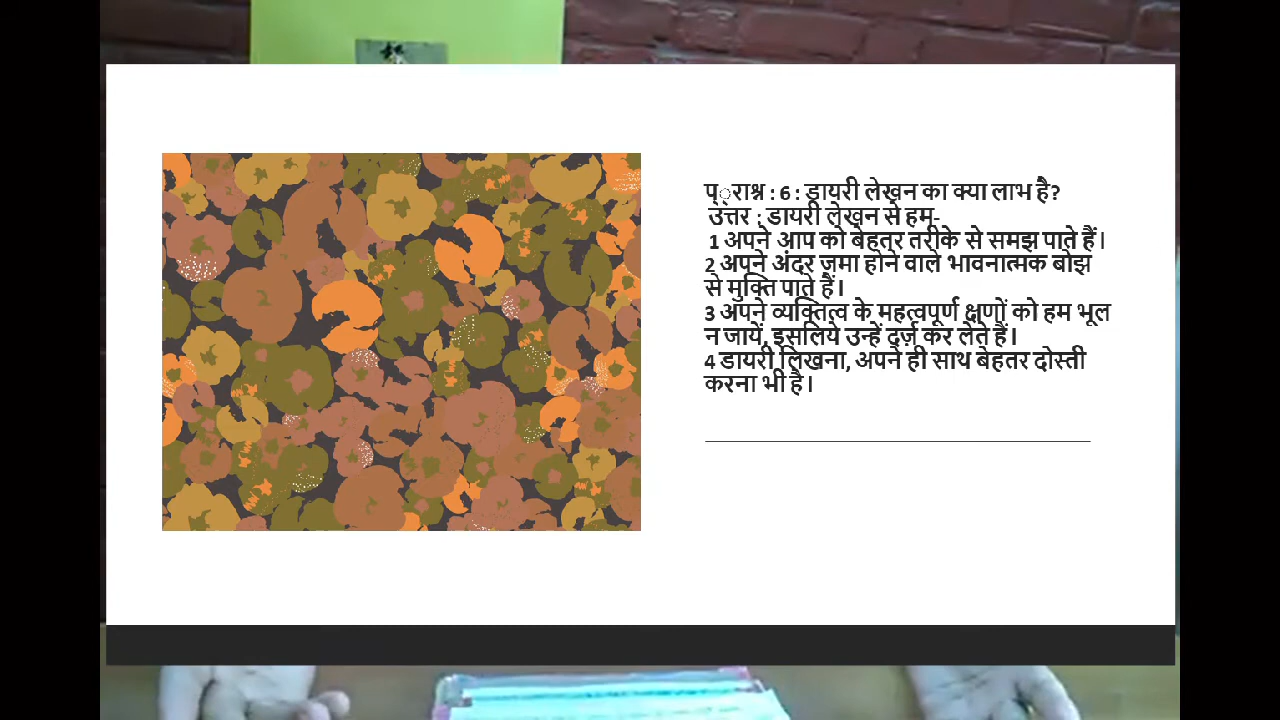 प््राश्न : 6 : डायरी लेखन का क्या लाभ है?
उत्तर : डायरी लेखन से हम-
1 अपने आप को बेहतर तरीके से समझ पाते हैं।
2 अपने अंदर जमा होने वाले भावनात्मक बोझ
से मुक्ति पाते हैं।
3 अपने व्यक्तित्व के महत्वपूर्ण क्षणों को हम भूल
न जायें, इसलिये उन्हें दर्ज़ कर लेते हैं।
4 डायरी लिखना, अपने ही साथ बेहतर दोस्ती
करना भी है।